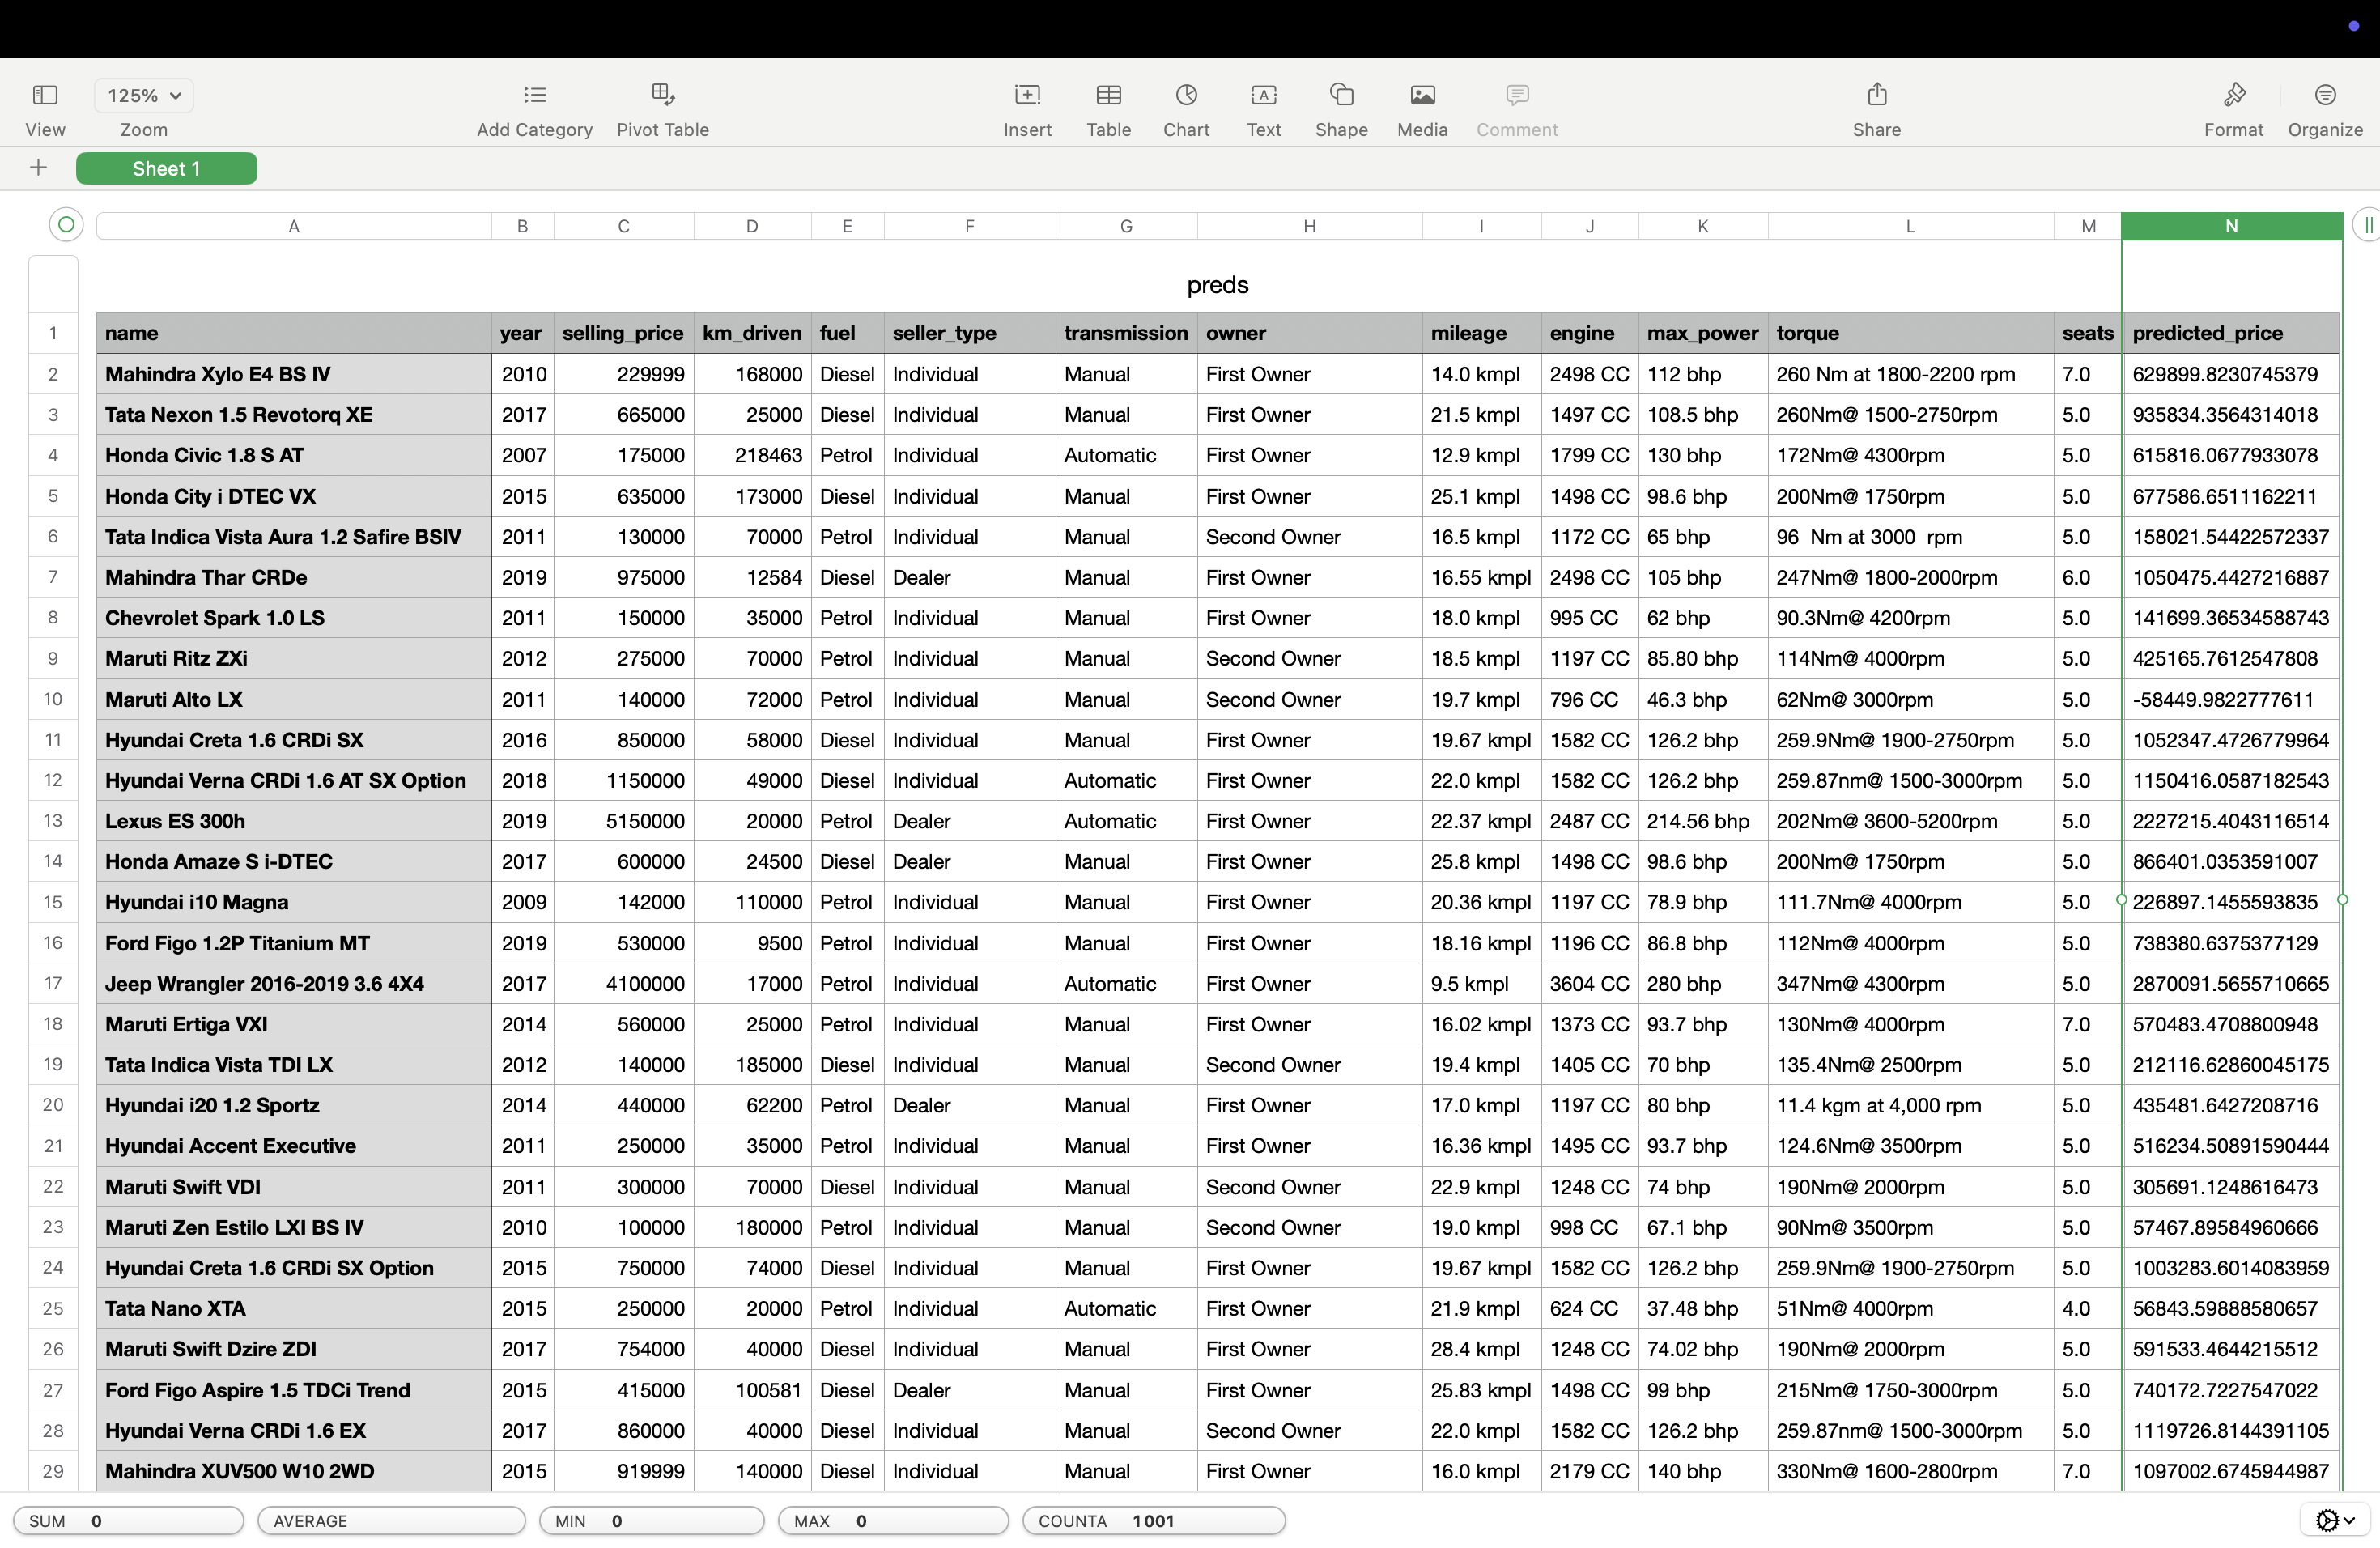 125%
View Zoom Add Category Pivot Table Insert Table Chart Text Shape Media Comment Share Format Organize
Sheet 1
A B C D E F G H I J K L M N
preds
1 name year selling_price km_driven fuel seller_type transmission owner mileage engine max_power torque seats predicted_price
2 Mahindra Xylo E4 BS IV 2010 229999 168000 Diesel Individual Manual First Owner 14.0 kmpl 2498 CC 112 bhp 260 Nm at 1800-2200 rpm 7.0 629899.8230745379
3 Tata Nexon 1.5 Revotorq XE 2017 665000 25000 Diesel Individual Manual First Owner 21.5 kmpl 1497 CC 108.5 bhp 260Nm@ 1500-2750rpm 5.0 935834.3564314018
4 Honda Civic 1.8 S AT 2007 175000 218463 Petrol Individual Automatic First Owner 12.9 kmpl 1799 CC 130 bhp 172Nm@ 4300rpm 5.0 615816.0677933078
5 Honda City i DTEC VX 2015 635000 173000 Diesel Individual Manual First Owner 25.1 kmpl 1498 CC 98.6 bhp 200Nm@ 1750rpm 5.0 677586.6511162211
6 Tata Indica Vista Aura 1.2 Safire BSIV 2011 130000 70000 Petrol Individual Manual Second Owner 16.5 kmpl 1172 CC 65 bhp 96  Nm at 3000  rpm 5.0 158021.54422572337
7 Mahindra Thar CRDe 2019 975000 12584 Diesel Dealer Manual First Owner 16.55 kmpl 2498 CC 105 bhp 247Nm@ 1800-2000rpm 6.0 1050475.4427216887
8 Chevrolet Spark 1.0 LS 2011 150000 35000 Petrol Individual Manual First Owner 18.0 kmpl 995 CC 62 bhp 90.3Nm@ 4200rpm 5.0 141699.36534588743
9 Maruti Ritz ZXi 2012 275000 70000 Petrol Individual Manual Second Owner 18.5 kmpl 1197 CC 85.80 bhp 114Nm@ 4000rpm 5.0 425165.7612547808
10 Maruti Alto LX 2011 140000 72000 Petrol Individual Manual Second Owner 19.7 kmpl 796 CC 46.3 bhp 62Nm@ 3000rpm 5.0 -58449.9822777611
11 Hyundai Creta 1.6 CRDi SX 2016 850000 58000 Diesel Individual Manual First Owner 19.67 kmpl 1582 CC 126.2 bhp 259.9Nm@ 1900-2750rpm 5.0 1052347.4726779964
12 Hyundai Verna CRDi 1.6 AT SX Option 2018 1150000 49000 Diesel Individual Automatic First Owner 22.0 kmpl 1582 CC 126.2 bhp 259.87nm@ 1500-3000rpm 5.0 1150416.0587182543
13 Lexus ES 300h 2019 5150000 20000 Petrol Dealer Automatic First Owner 22.37 kmpl 2487 CC 214.56 bhp 202Nm@ 3600-5200rpm 5.0 2227215.4043116514
14 Honda Amaze S i-DTEC 2017 600000 24500 Diesel Dealer Manual First Owner 25.8 kmpl 1498 CC 98.6 bhp 200Nm@ 1750rpm 5.0 866401.0353591007
15 Hyundai i10 Magna 2009 142000 110000 Petrol Individual Manual First Owner 20.36 kmpl 1197 CC 78.9 bhp 111.7Nm@ 4000rpm 5.0 226897.1455593835
16 Ford Figo 1.2P Titanium MT 2019 530000 9500 Petrol Individual Manual First Owner 18.16 kmpl 1196 CC 86.8 bhp 112Nm@ 4000rpm 5.0 738380.6375377129
17 Jeep Wrangler 2016-2019 3.6 4X4 2017 4100000 17000 Petrol Individual Automatic First Owner 9.5 kmpl 3604 CC 280 bhp 347Nm@ 4300rpm 5.0 2870091.5655710665
18 Maruti Ertiga VXI 2014 560000 25000 Petrol Individual Manual First Owner 16.02 kmpl 1373 CC 93.7 bhp 130Nm@ 4000rpm 7.0 570483.4708800948
19 Tata Indica Vista TDI LX 2012 140000 185000 Diesel Individual Manual Second Owner 19.4 kmpl 1405 CC 70 bhp 135.4Nm@ 2500rpm 5.0 212116.62860045175
20 Hyundai i20 1.2 Sportz 2014 440000 62200 Petrol Dealer Manual First Owner 17.0 kmpl 1197 CC 80 bhp 11.4 kgm at 4,000 rpm 5.0 435481.6427208716
21 Hyundai Accent Executive 2011 250000 35000 Petrol Individual Manual First Owner 16.36 kmpl 1495 CC 93.7 bhp 124.6Nm@ 3500rpm 5.0 516234.50891590444
22 Maruti Swift VDI 2011 300000 70000 Diesel Individual Manual Second Owner 22.9 kmpl 1248 CC 74 bhp 190Nm@ 2000rpm 5.0 305691.1248616473
23 Maruti Zen Estilo LXI BS IV 2010 100000 180000 Petrol Individual Manual Second Owner 19.0 kmpl 998 CC 67.1 bhp 90Nm@ 3500rpm 5.0 57467.89584960666
24 Hyundai Creta 1.6 CRDi SX Option 2015 750000 74000 Diesel Individual Manual First Owner 19.67 kmpl 1582 CC 126.2 bhp 259.9Nm@ 1900-2750rpm 5.0 1003283.6014083959
25 Tata Nano XTA 2015 250000 20000 Petrol Individual Automatic First Owner 21.9 kmpl 624 CC 37.48 bhp 51Nm@ 4000rpm 4.0 56843.59888580657
26 Maruti Swift Dzire ZDI 2017 754000 40000 Diesel Individual Manual First Owner 28.4 kmpl 1248 CC 74.02 bhp 190Nm@ 2000rpm 5.0 591533.4644215512
27 Ford Figo Aspire 1.5 TDCi Trend 2015 415000 100581 Diesel Dealer Manual First Owner 25.83 kmpl 1498 CC 99 bhp 215Nm@ 1750-3000rpm 5.0 740172.7227547022
28 Hyundai Verna CRDi 1.6 EX 2017 860000 40000 Diesel Individual Manual Second Owner 22.0 kmpl 1582 CC 126.2 bhp 259.87nm@ 1500-3000rpm 5.0 1119726.8144391105
29 Mahindra XUV500 W10 2WD 2015 919999 140000 Diesel Individual Manual First Owner 16.0 kmpl 2179 CC 140 bhp 330Nm@ 1600-2800rpm 7.0 1097002.6745944987
SUM 0 AVERAGE MIN 0 MAX 0 COUNTA 1001